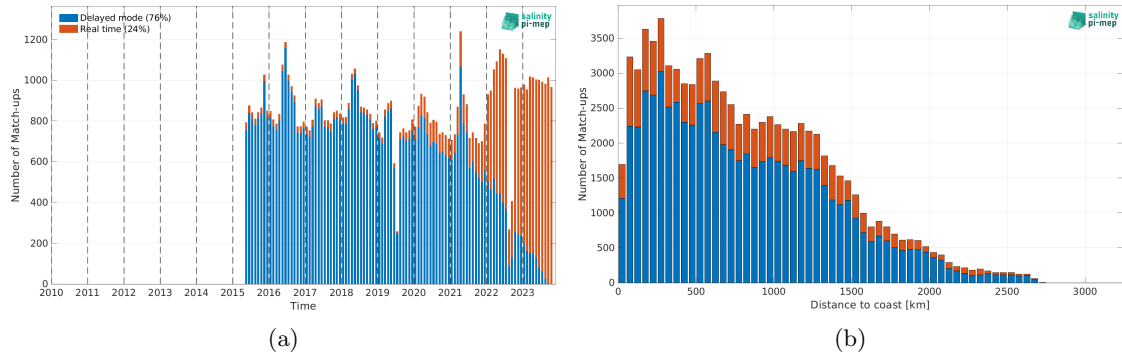 Delayed mode (76%)
Real time (24%)
salinity
pi-mep
1200
1000
800
600
400
200
0
Number of Match-ups
2010 2011 2012 2013 2014 2015 2016 2017 2018 2019 2020 2021 2022 2023
Time
(a)
salinity
pi-mep
3500
3000
2500
2000
1500
1000
500
0
Number of Match-ups
0 500 1000 1500 2000 2500 3000
Distance to coast [km]
(b)